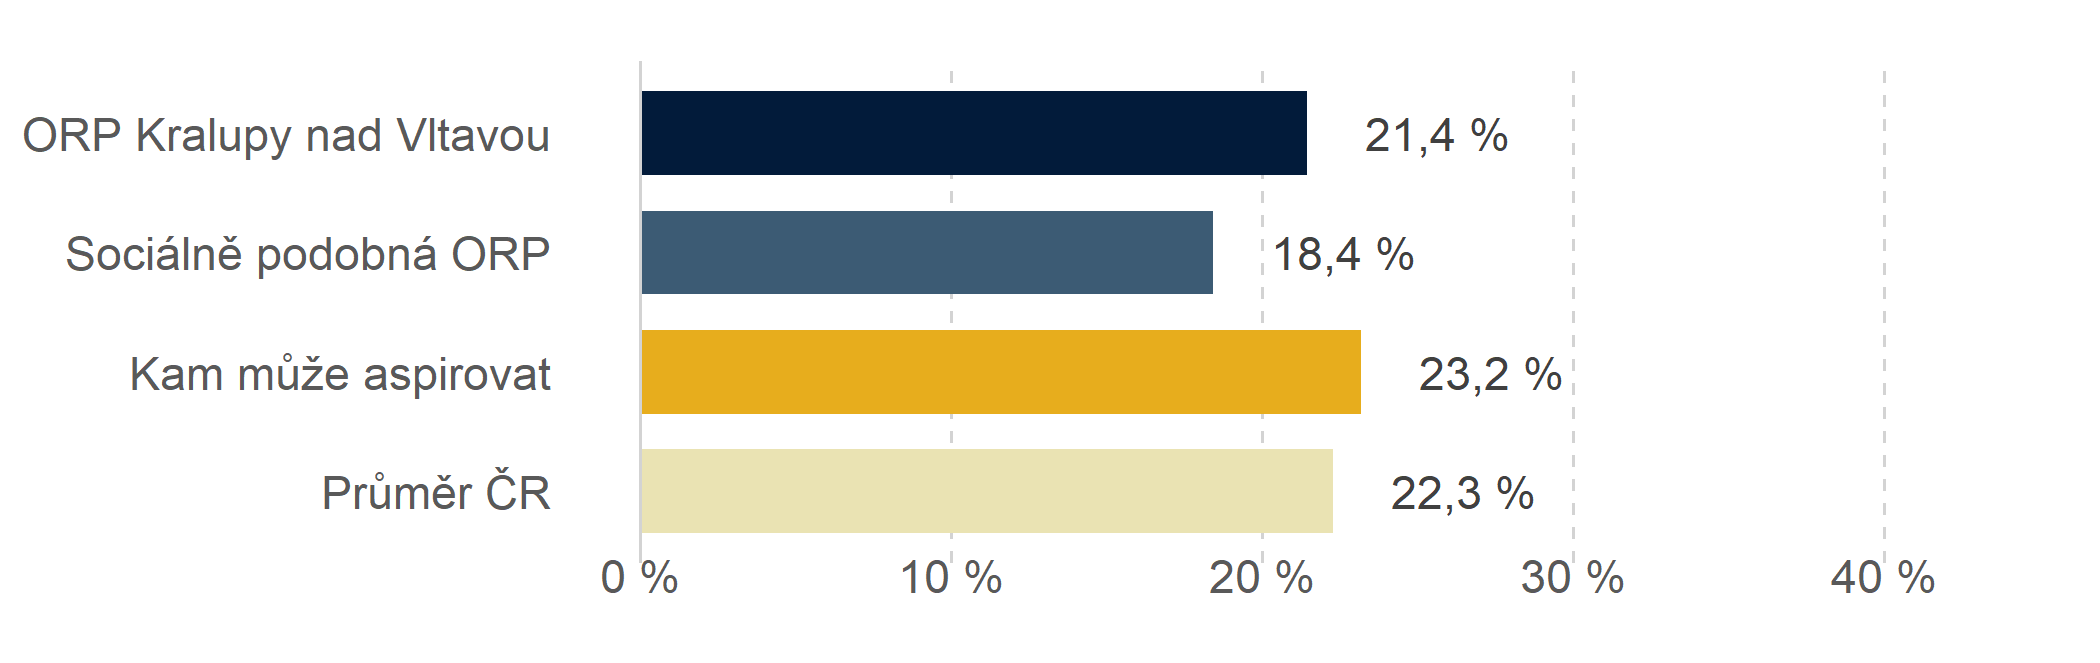 ORP Kralupy nad Vltavou
21,4 %
Sociálně podobná ORP
18,4 %
Kam může aspirovat
23,2 %
Průměr ČR
22,3 %
0 %
10 %
20 %
30 %
40 %